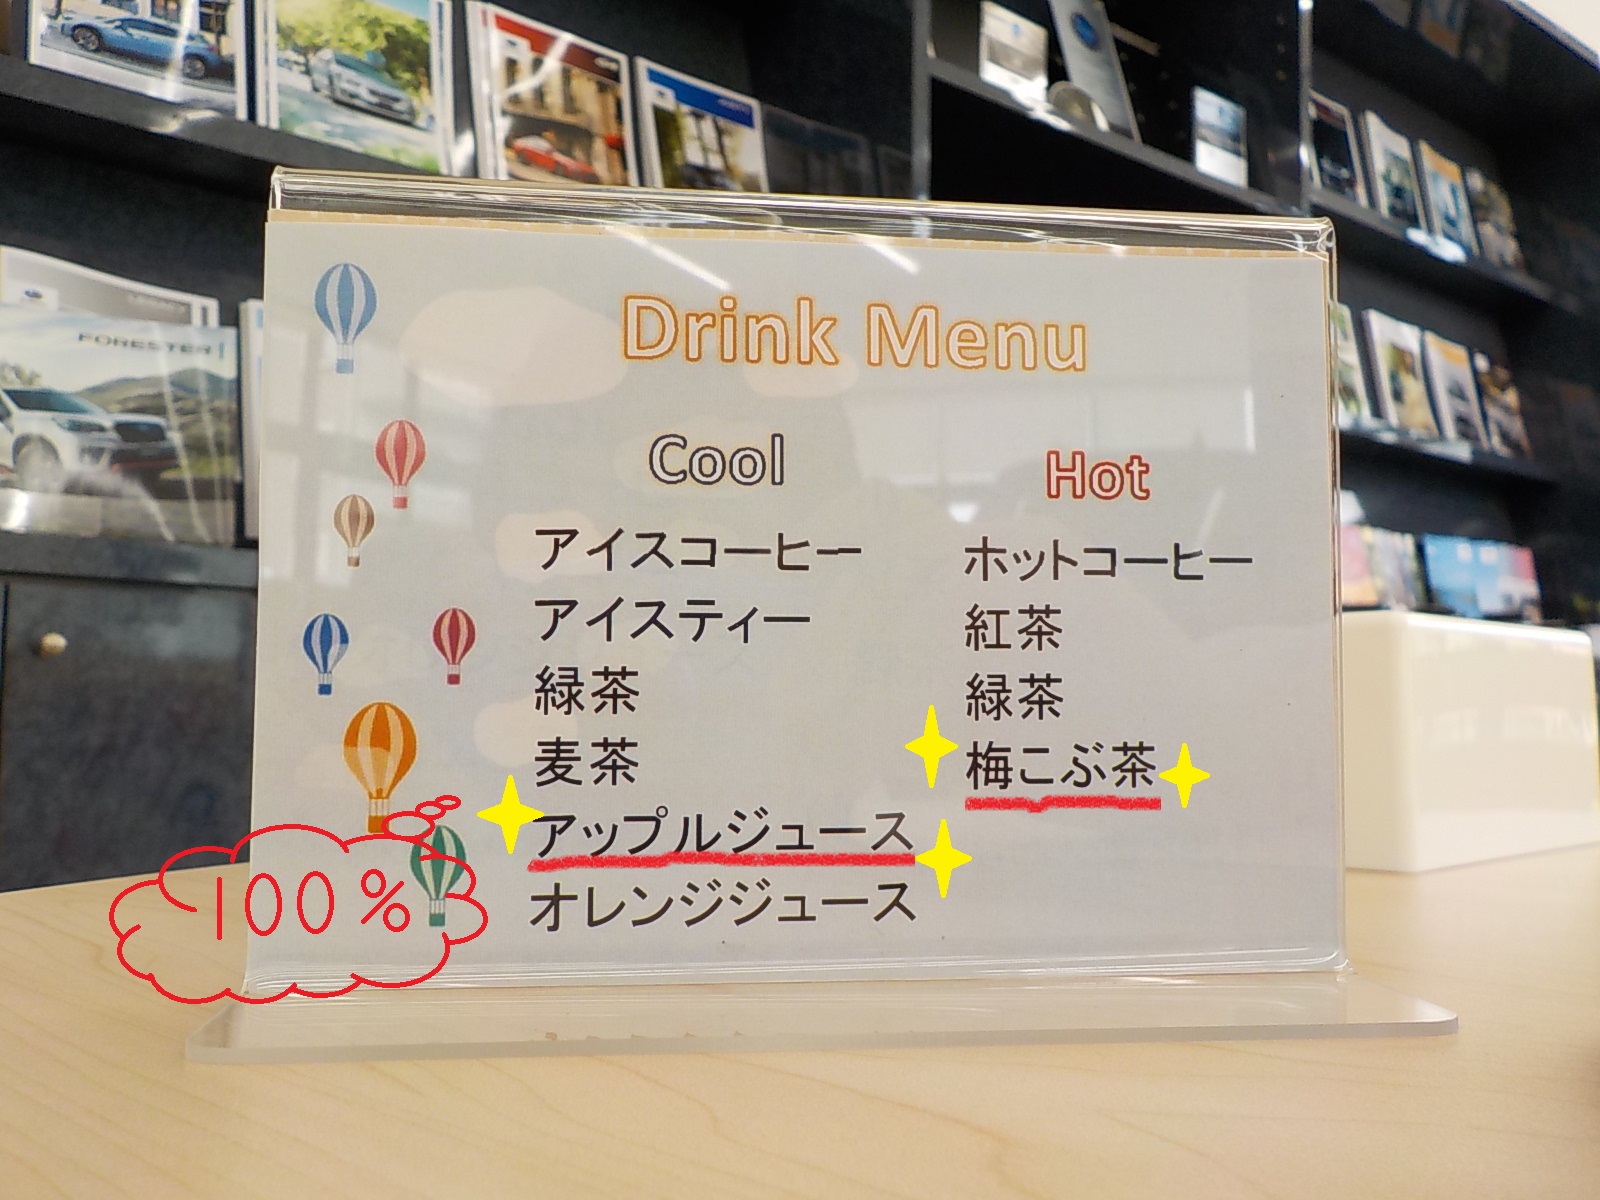 FORESTER
Drink Menu
Cool
アイスコーヒー
アイスティー
緑茶
麦茶
アップルジュース
オレンジジュース
Hot
ホットコーヒー
紅茶
緑茶
梅こぶ茶
100%